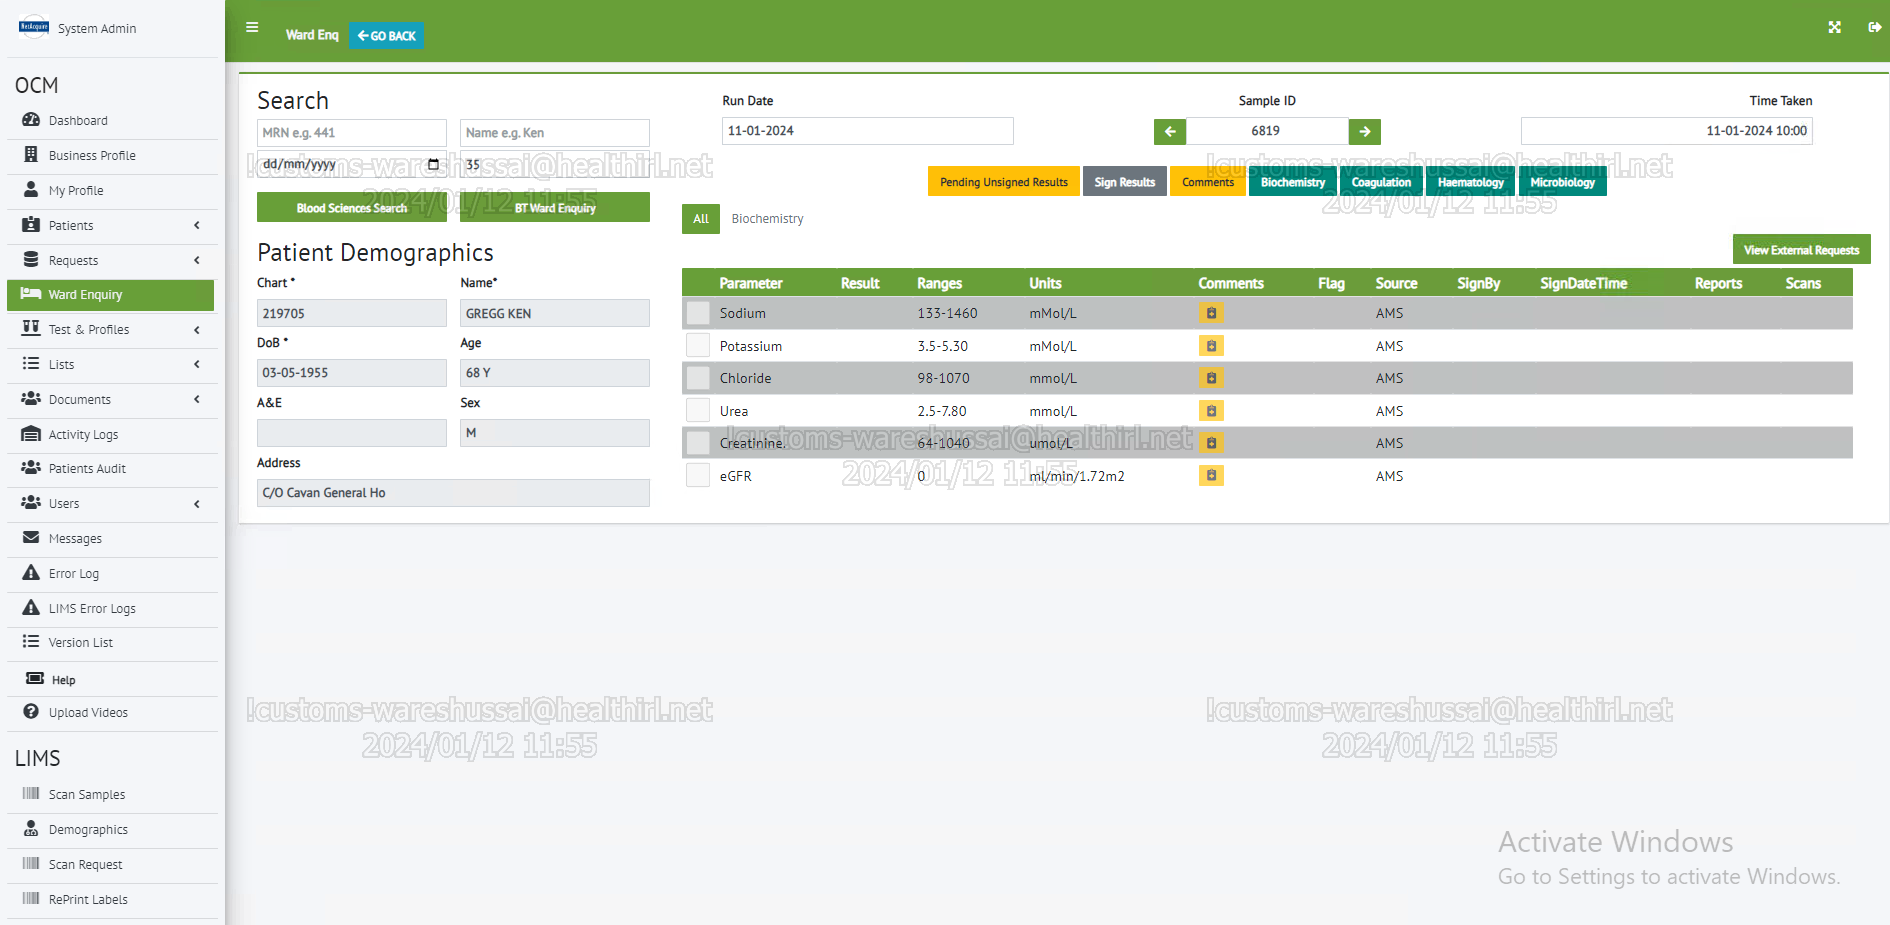 NetAcquire
System Admin
OCM
Dashboard
Business Profile
My Profile
Patients
Requests
Ward Enquiry
Test & Profiles
Lists
Documents
Activity Logs
Patients Audit
Users
Messages
Error Log
LIMS Error Logs
Version List
Help
Upload Videos
LIMS
Scan Samples
Demographics
Scan Request
RePrint Labels
Ward Enq GO BACK
Search
MRN e.g. 441 Name e.g. Ken
dd/mm/yyyy 35
Blood Sciences Search BT Ward Enquiry
Patient Demographics
Chart * Name*
219705 GREGG KEN
DoB * Age
03-05-1955 68 Y
A&E Sex
M
Address
C/O Cavan General Ho
Run Date Sample ID Time Taken
11-01-2024 6819 11-01-2024 10:00
Pending Unsigned Results Sign Results Comments Biochemistry Coagulation Haematology Microbiology
All Biochemistry
View External Requests
Parameter Result Ranges Units Comments Flag Source SignBy SignDateTime Reports Scans
Sodium 133-1460 mMol/L AMS
Potassium 3.5-5.30 mMol/L AMS
Chloride 98-1070 mmol/L AMS
Urea 2.5-7.80 mmol/L AMS
Creatinine. 64-1040 umol/L AMS
eGFR 0 ml/min/1.72m2 AMS
!customs-wareshussai@healthirl.net
2024/01/12 11:55
!customs-wareshussai@healthirl.net
2024/01/12 11:55
!customs-wareshussai@healthirl.net
2024/01/12 11:55
!customs-wareshussai@healthirl.net
2024/01/12 11:55
!customs-wareshussai@healthirl.net
2024/01/12 11:55
Activate Windows
Go to Settings to activate Windows.